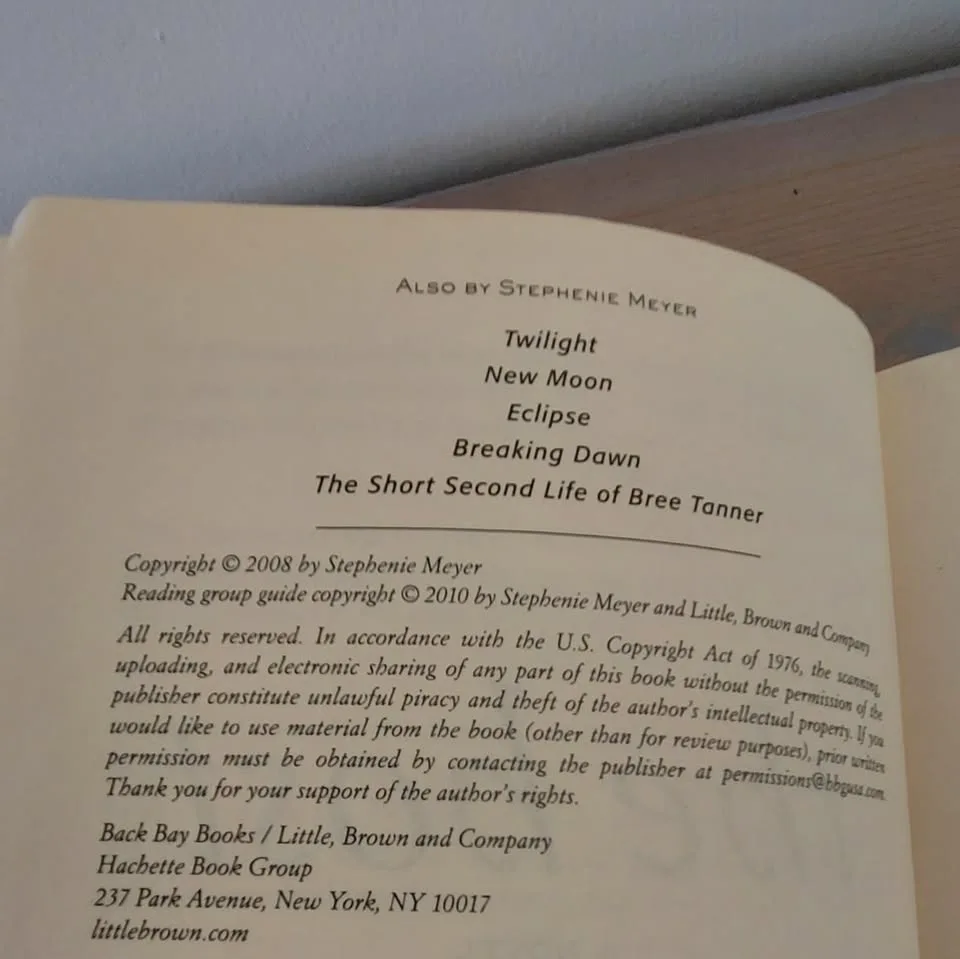 ALSO BY STEPHENIE MEYER
Twilight
New Moon
Eclipse
Breaking Dawn
The Short Second Life of Bree Tanner
Copyright © 2008 by Stephenie Meyer
Reading group guide copyright © 2010 by Stephenie Meyer and Little, Brown and Company
All rights reserved. In accordance with the U.S. Copyright Act of 1976, the scanning,
uploading, and electronic sharing of any part of this book without the permission of the
publisher constitute unlawful piracy and theft of the author's intellectual property. If you
would like to use material from the book (other than for review purposes), prior written
permission must be obtained by contacting the publisher at permissions@hbgusa.com.
Thank you for your support of the author's rights.
Back Bay Books / Little, Brown and Company
Hachette Book Group
237 Park Avenue, New York, NY 10017
littlebrown.com